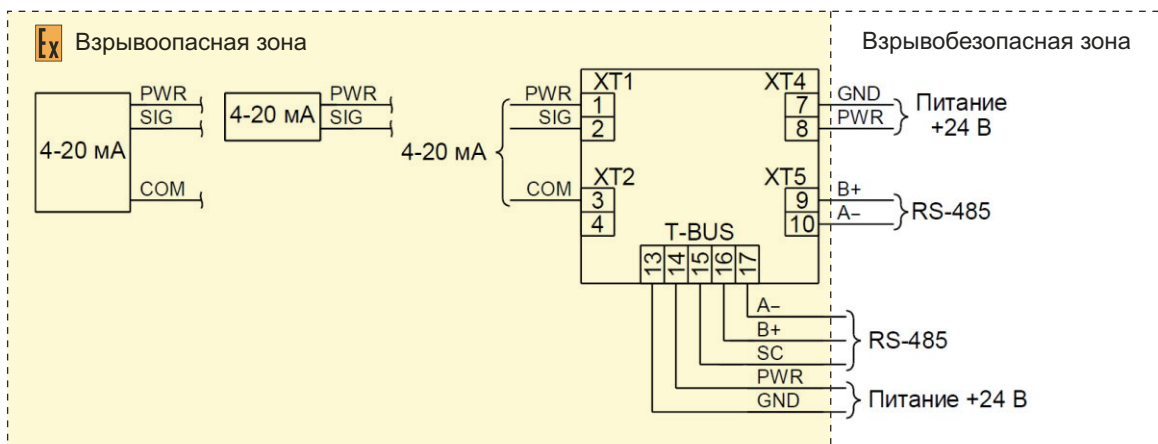 Ex Взрывоопасная зона
Взрывобезопасная зона
4-20 мА
PWR
SIG
COM
4-20 мА
PWR
SIG
4-20 мА
PWR
SIG
COM
XT1
1
2
XT2
3
4
XT4
7
8
GND
PWR
Питание
+24 В
XT5
9
10
B+
A–
RS-485
T-BUS
13
14
15
16
17
A–
B+
SC
RS-485
PWR
GND
Питание +24 В